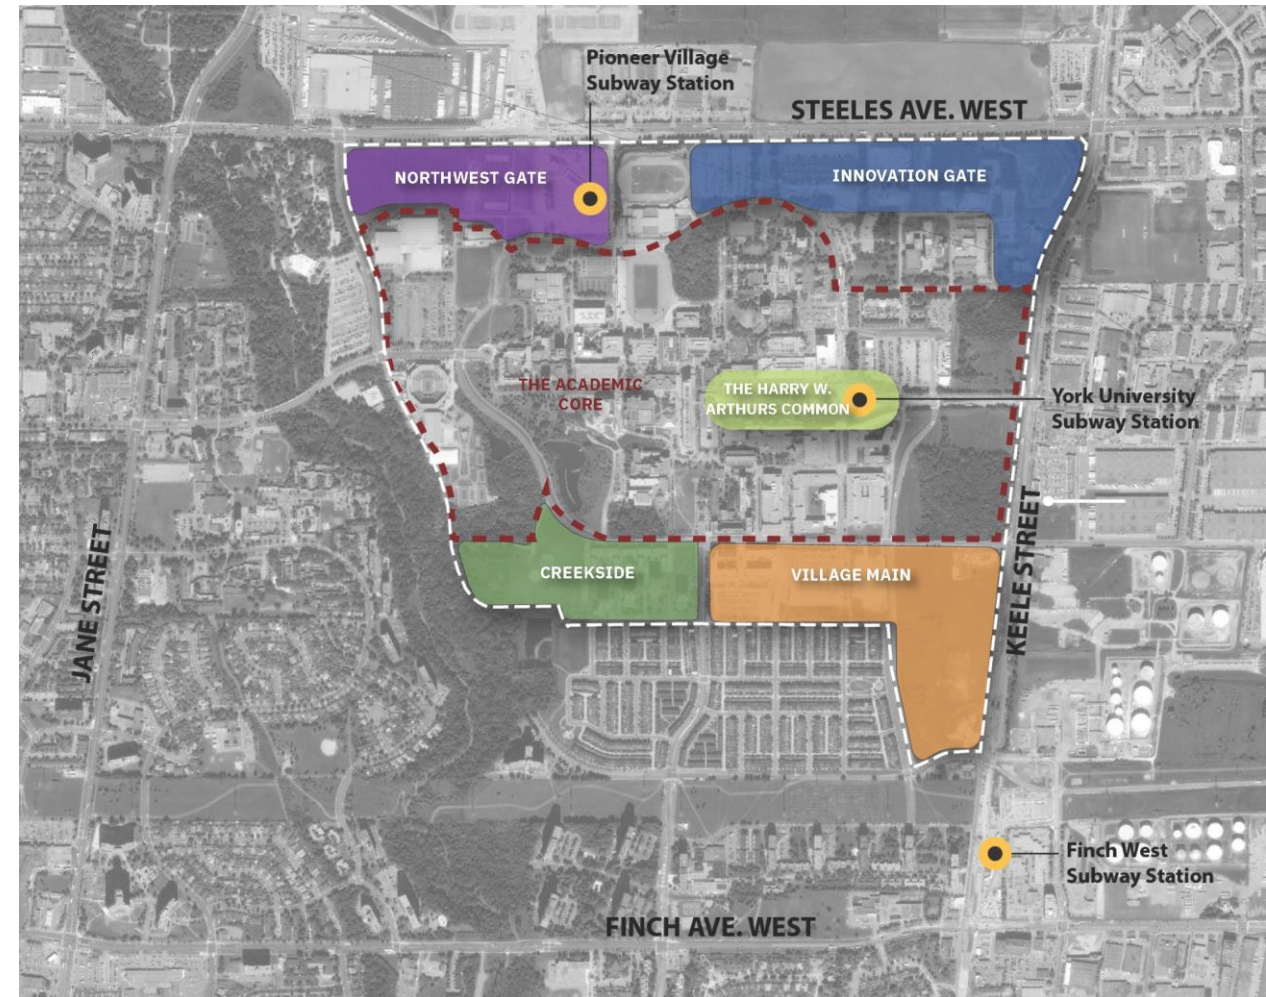 Pioneer Village
Subway Station
STEELES AVE. WEST
NORTHWEST GATE
INNOVATION GATE
THE ACADEMIC
CORE
THE HARRY W.
ARTHURS COMMON
York University
Subway Station
JANE STREET
KEELE STREET
CREEKSIDE
VILLAGE MAIN
Finch West
Subway Station
FINCH AVE. WEST